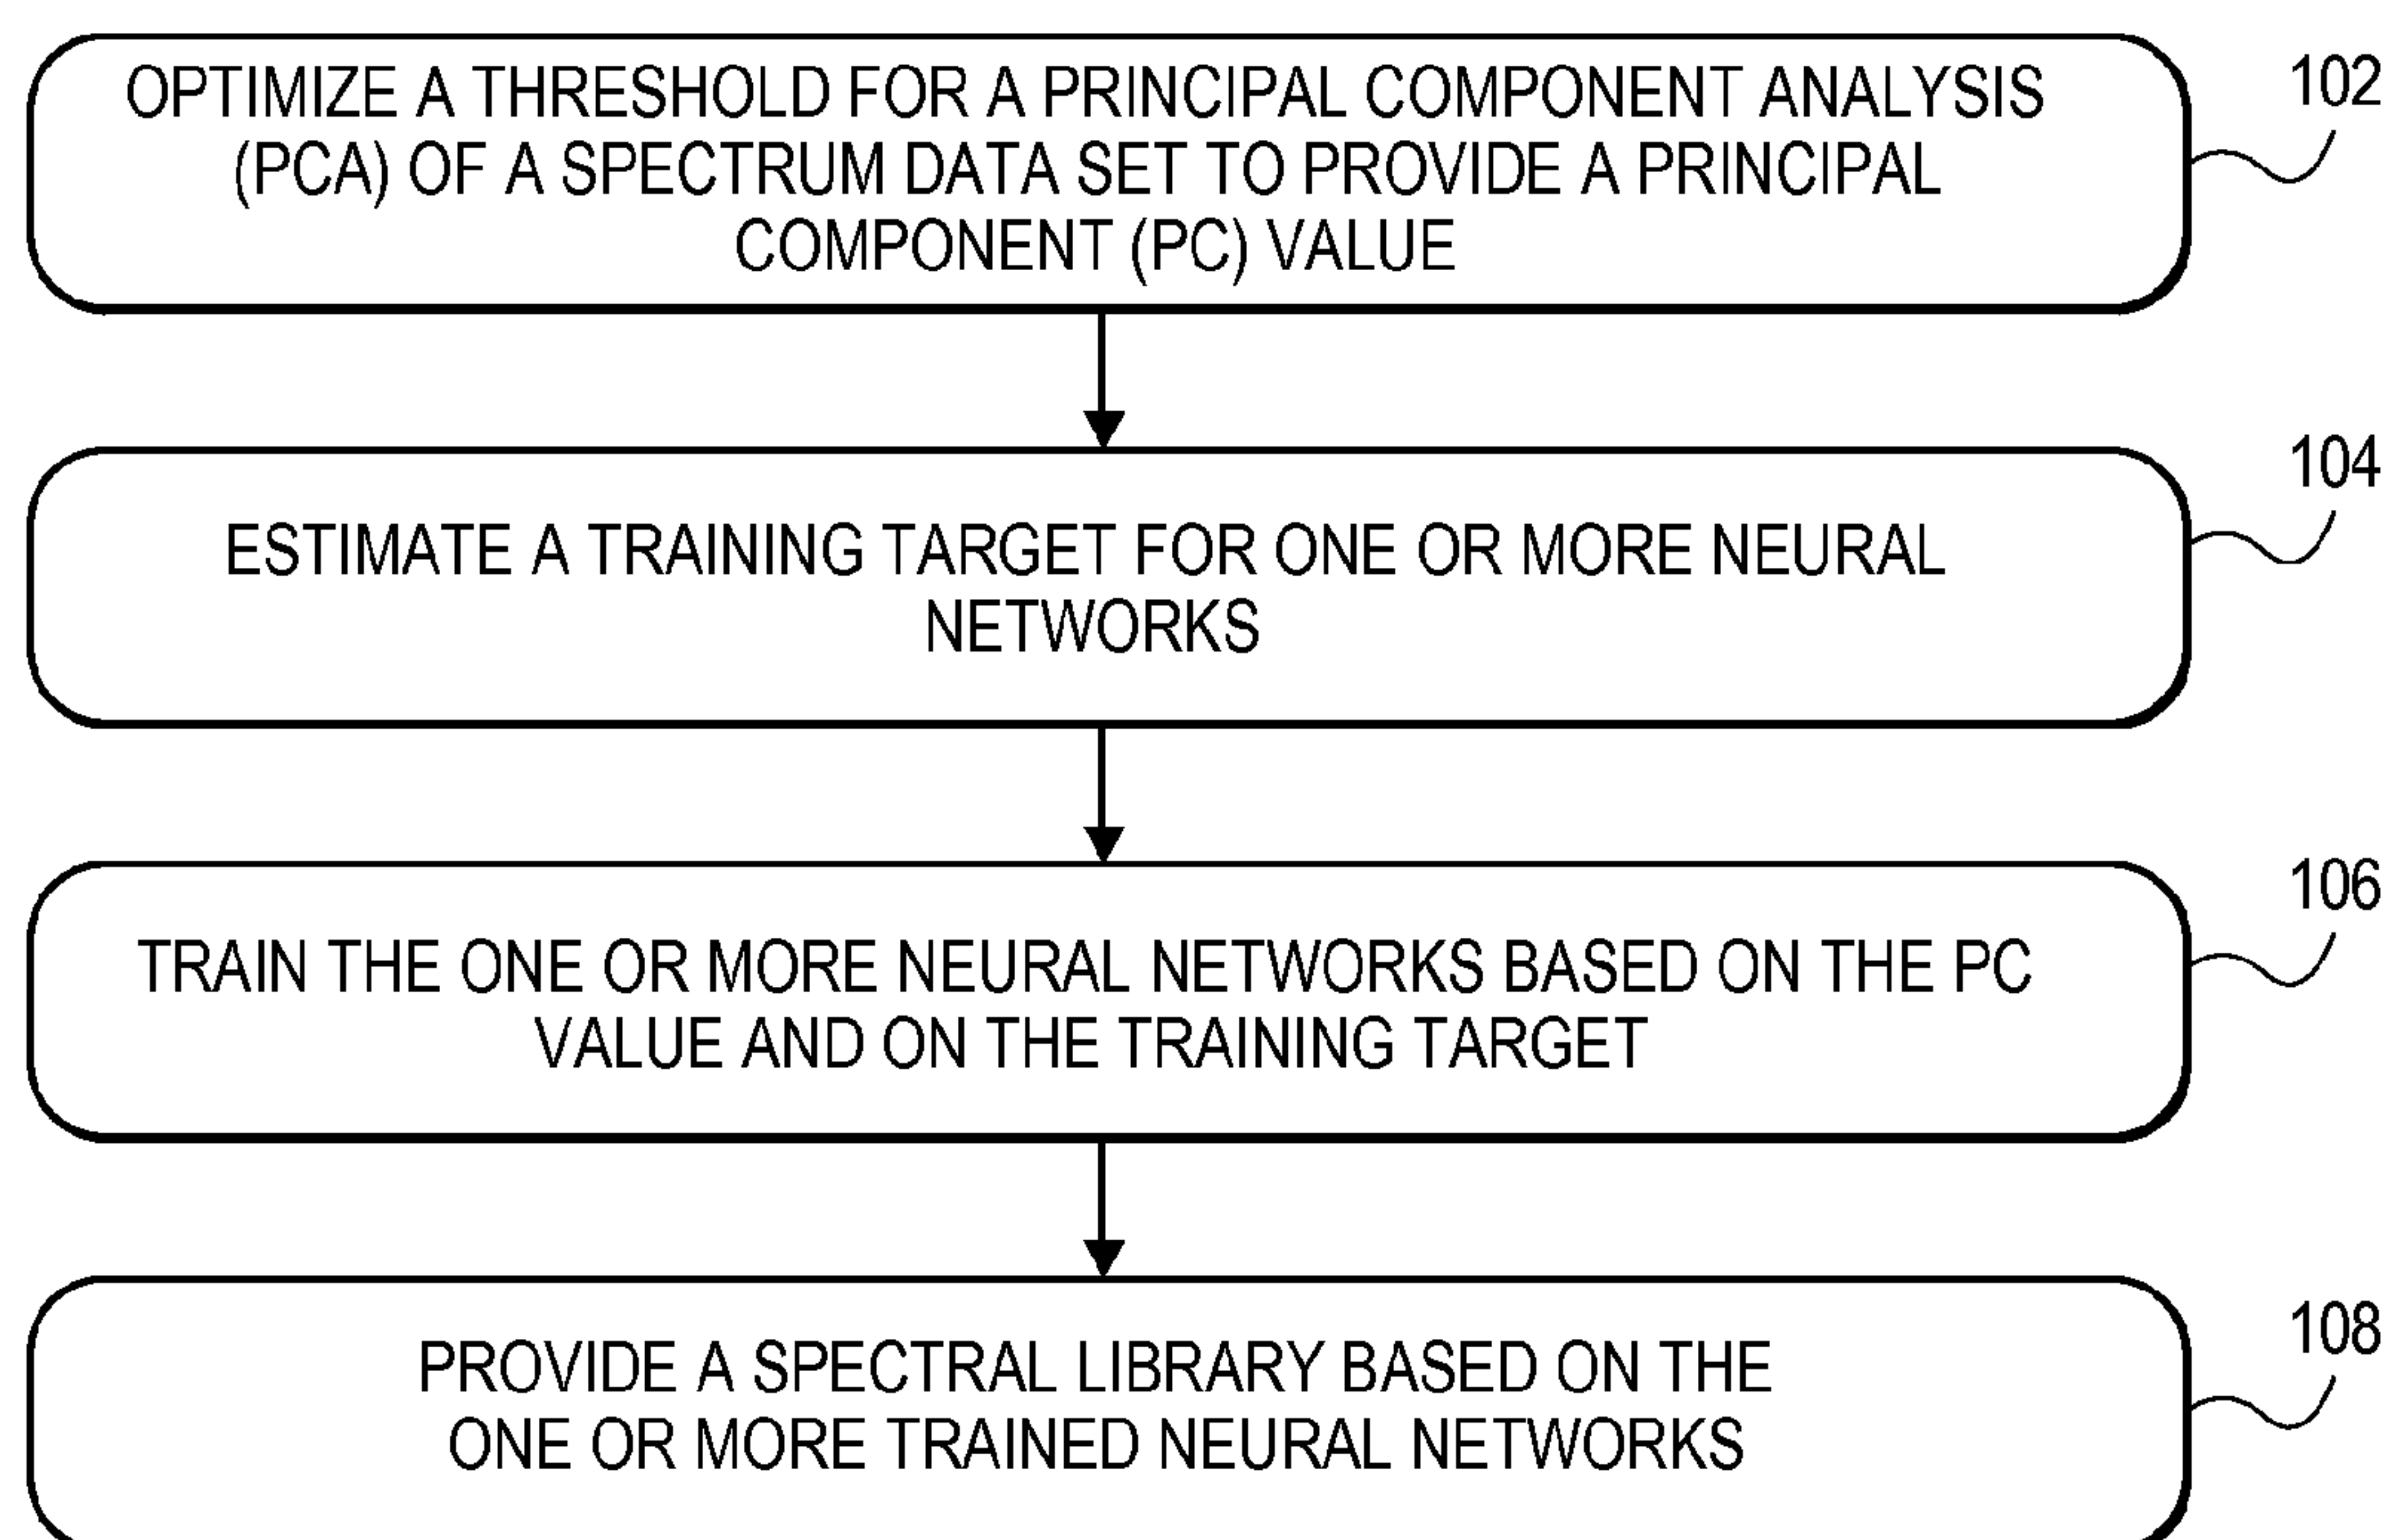 OPTIMIZE A THRESHOLD FOR A PRINCIPAL COMPONENT ANALYSIS
(PCA) OF A SPECTRUM DATA SET TO PROVIDE A PRINCIPAL
COMPONENT (PC) VALUE
102
ESTIMATE A TRAINING TARGET FOR ONE OR MORE NEURAL
NETWORKS
104
TRAIN THE ONE OR MORE NEURAL NETWORKS BASED ON THE PC
VALUE AND ON THE TRAINING TARGET
106
PROVIDE A SPECTRAL LIBRARY BASED ON THE
ONE OR MORE TRAINED NEURAL NETWORKS
108